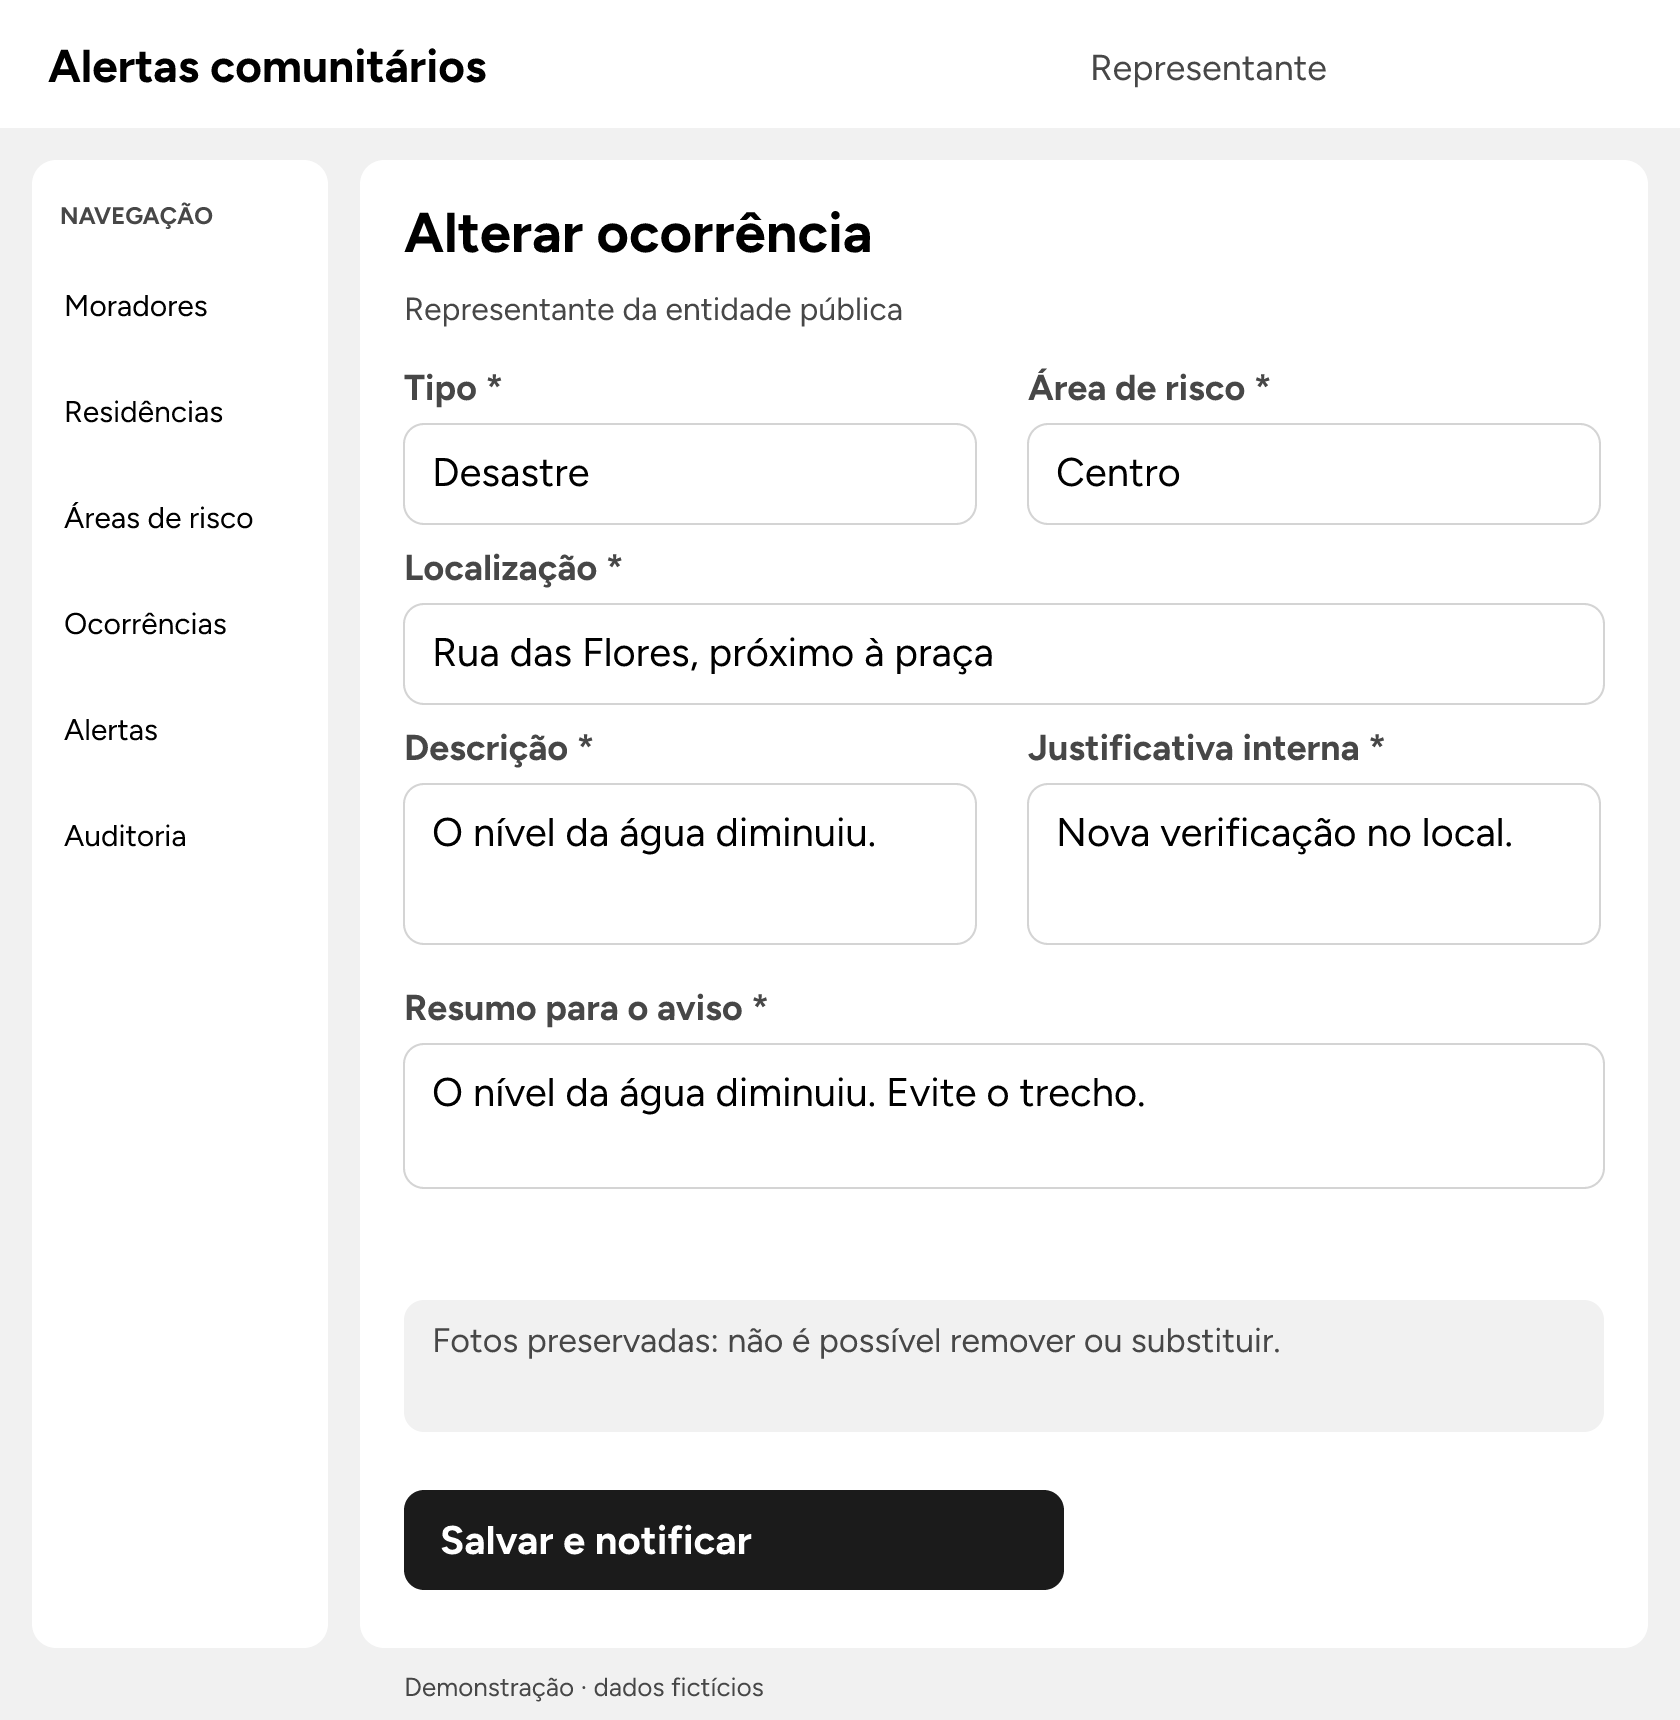 Alertas comunitários
Representante
NAVEGAÇÃO
Moradores
Residências
Áreas de risco
Ocorrências
Alertas
Auditoria
Alterar ocorrência
Representante da entidade pública
Tipo *
Desastre
Área de risco *
Centro
Localização *
Rua das Flores, próximo à praça
Descrição *
O nível da água diminuiu.
Justificativa interna *
Nova verificação no local.
Resumo para o aviso *
O nível da água diminuiu. Evite o trecho.
Fotos preservadas: não é possível remover ou substituir.
Salvar e notificar
Demonstração · dados fictícios